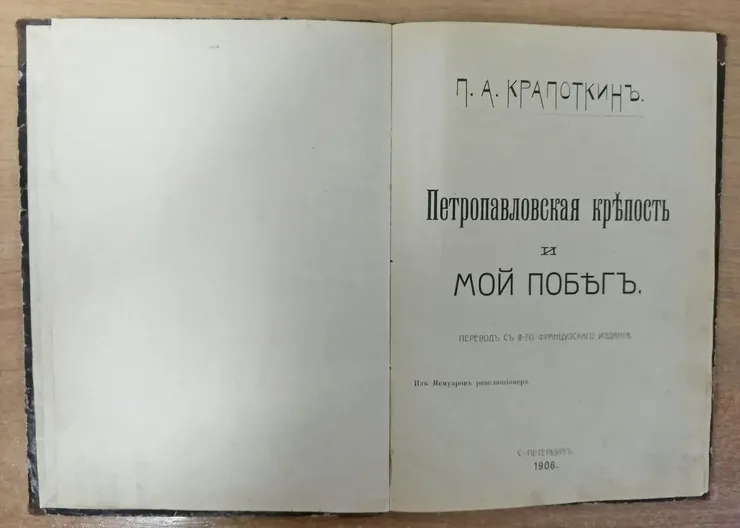 П. А. КРАПОТКИНЪ.
Петропавловская крѣпость
и
МОЙ ПОБѢГЪ.
ПЕРЕВОДЪ СЪ 8-ГО ФРАНЦУЗСКАГО ИЗДАНІЯ.
Изъ Мемуаровъ революціонера.
С.-ПЕТЕРБУРГЪ.
1906.